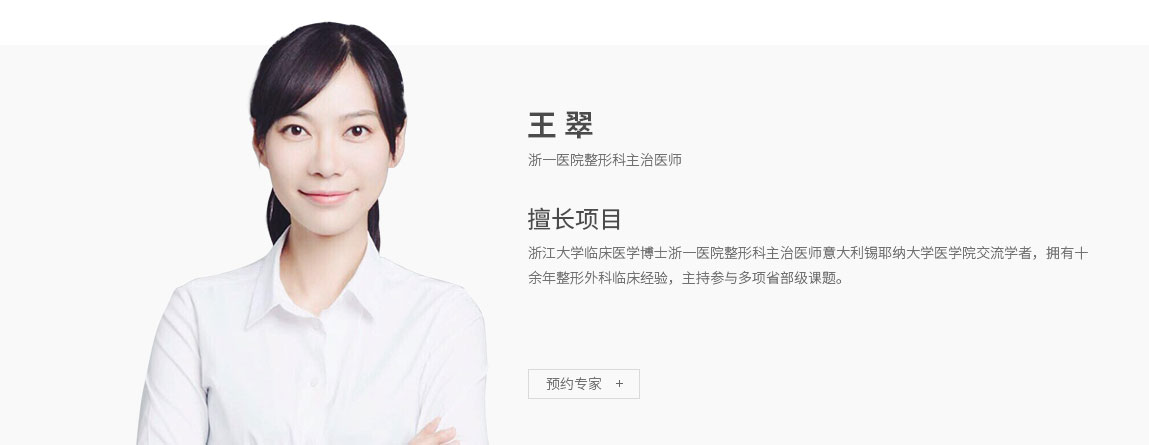 王 翠
浙一医院整形科主治医师
擅长项目
浙江大学临床医学博士浙一医院整形科主治医师意大利锡耶纳大学医学院交流学者，拥有十
余年整形外科临床经验，主持参与多项省部级课题。
预约专家 +